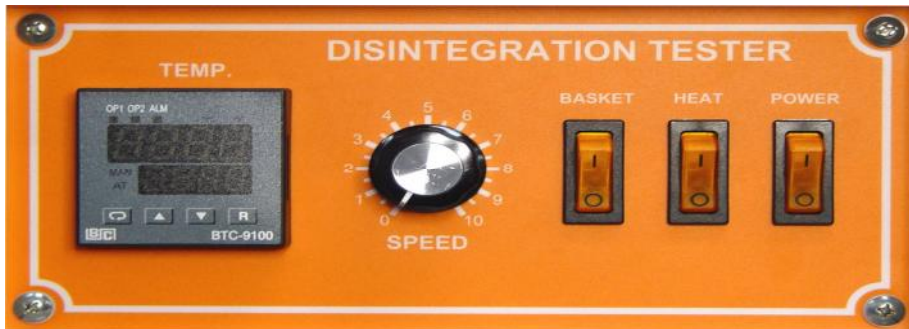 DISINTEGRATION TESTER
TEMP.
OP1 OP2 ALM
MAN
AT
R
BC
BTC-9100
0
1
2
3
4
5
6
7
8
9
10
SPEED
BASKET
HEAT
POWER
I
I
I
O
O
O